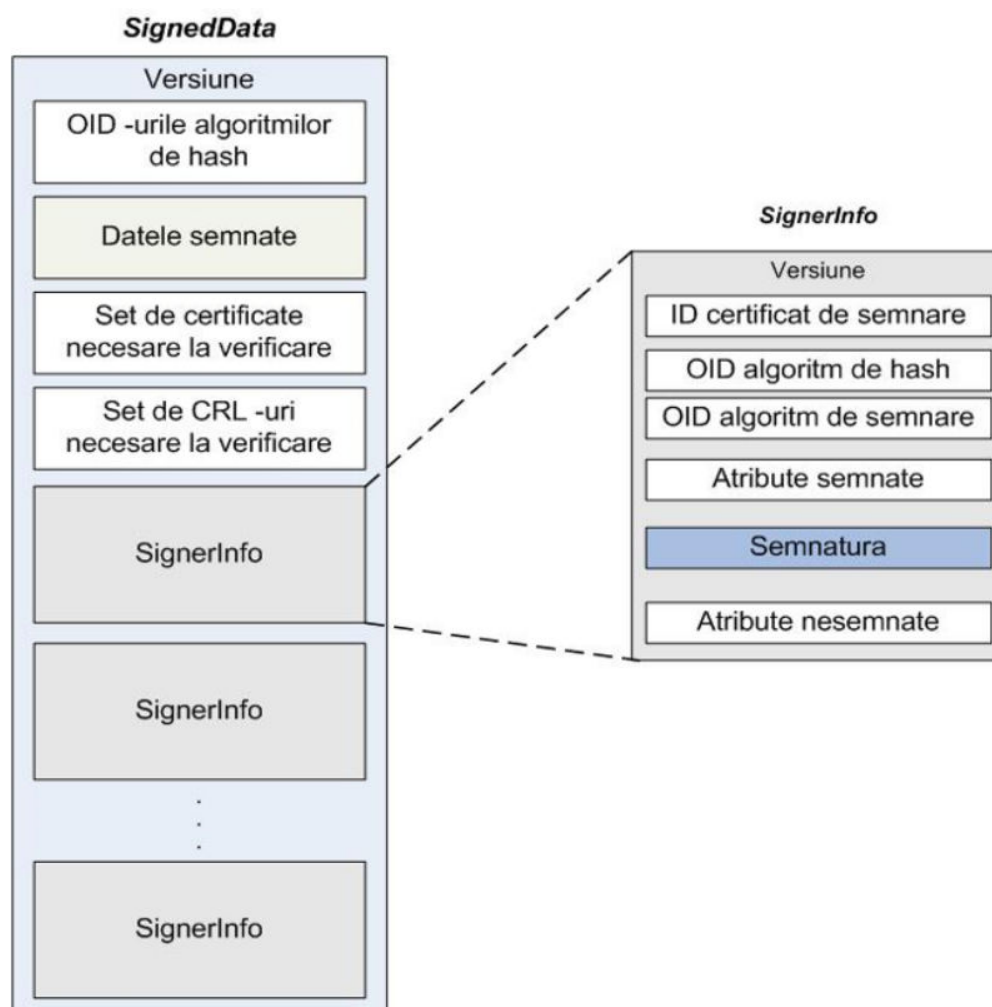 SignedData
Versiune
OID -urile algoritmilor
de hash
Datele semnate
Set de certificate
necesare la verificare
Set de CRL -uri
necesare la verificare
SignerInfo
SignerInfo
.
.
.
SignerInfo
SignerInfo
Versiune
ID certificat de semnare
OID algoritm de hash
OID algoritm de semnare
Atribute semnate
Semnatura
Atribute nesemnate